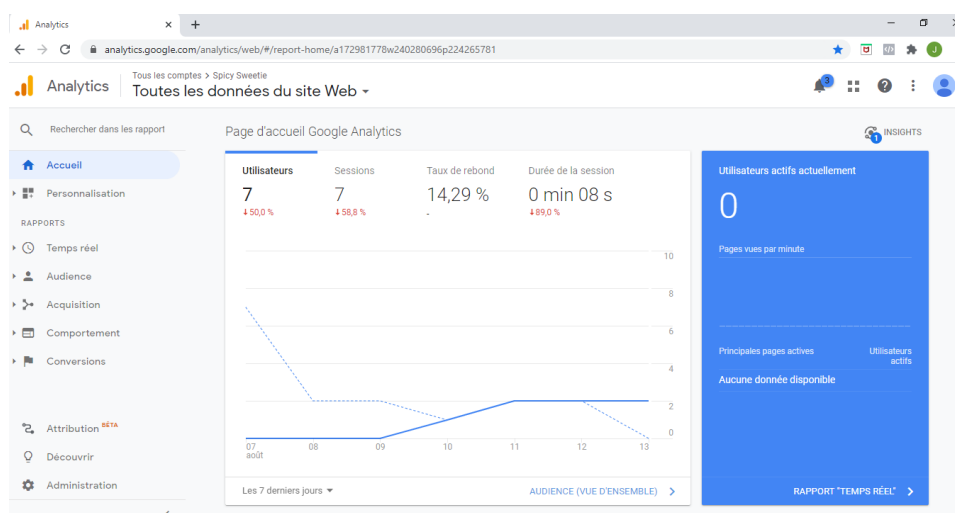 Analytics
analytics.google.com/analytics/web/#/report-home/a172981778w240280696p224265781
J
Analytics
Tous les comptes > Spicy Sweetie
Toutes les données du site Web
3
Rechercher dans les rapport
Page d'accueil Google Analytics
1
INSIGHTS
Accueil
Personnalisation
RAPPORTS
Temps réel
Audience
Acquisition
Comportement
Conversions
Attribution BÉTA
Découvrir
Administration
Utilisateurs
7
50,0 %
Sessions
7
58,8 %
Taux de rebond
14,29 %
-
Durée de la session
0 min 08 s
89,0 %
10
8
6
4
2
0
07
août
08
09
10
11
12
13
Les 7 derniers jours
AUDIENCE (VUE D'ENSEMBLE)
Utilisateurs actifs actuellement
0
Pages vues par minute
Principales pages actives
Utilisateurs
actifs
Aucune donnée disponible
RAPPORT "TEMPS RÉEL"